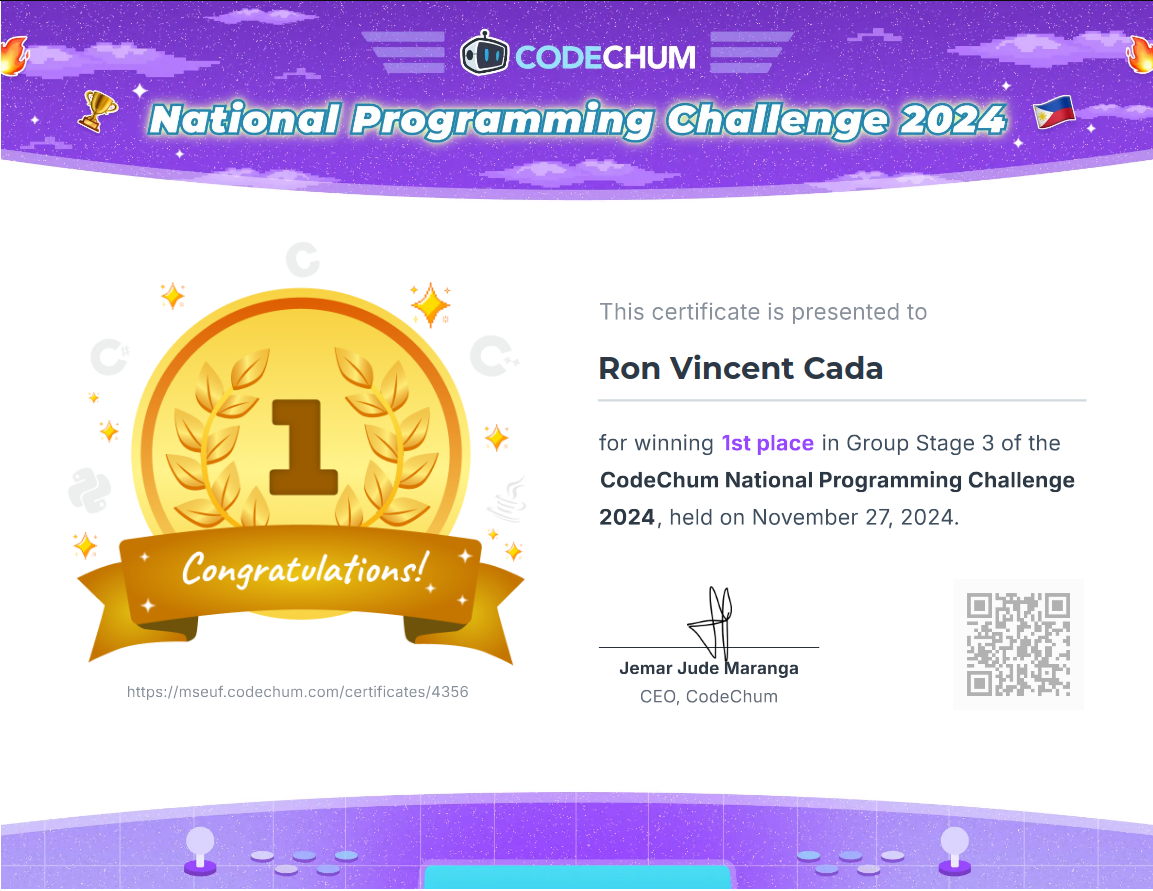 CODECHUM
National Programming Challenge 2024
This certificate is presented to
Ron Vincent Cada
for winning 1st place in Group Stage 3 of the
CodeChum National Programming Challenge
2024, held on November 27, 2024.
1
Congratulations!
https://mseuf.codechum.com/certificates/4356
Jemar Jude Maranga
CEO, CodeChum